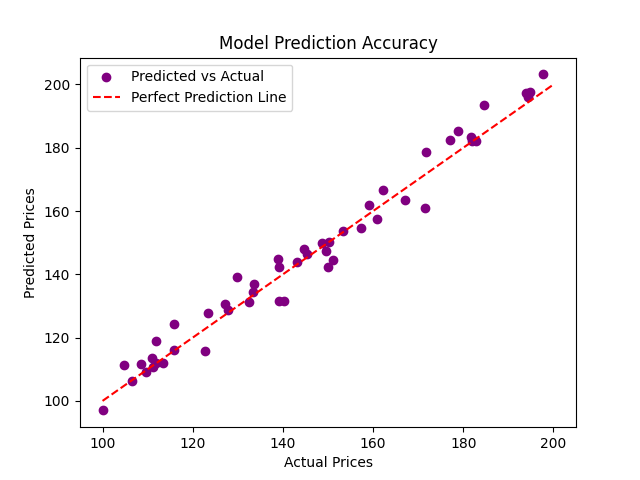 Model Prediction Accuracy
Predicted vs Actual
Perfect Prediction Line
200
180
160
140
120
100
Predicted Prices
100 120 140 160 180 200
Actual Prices